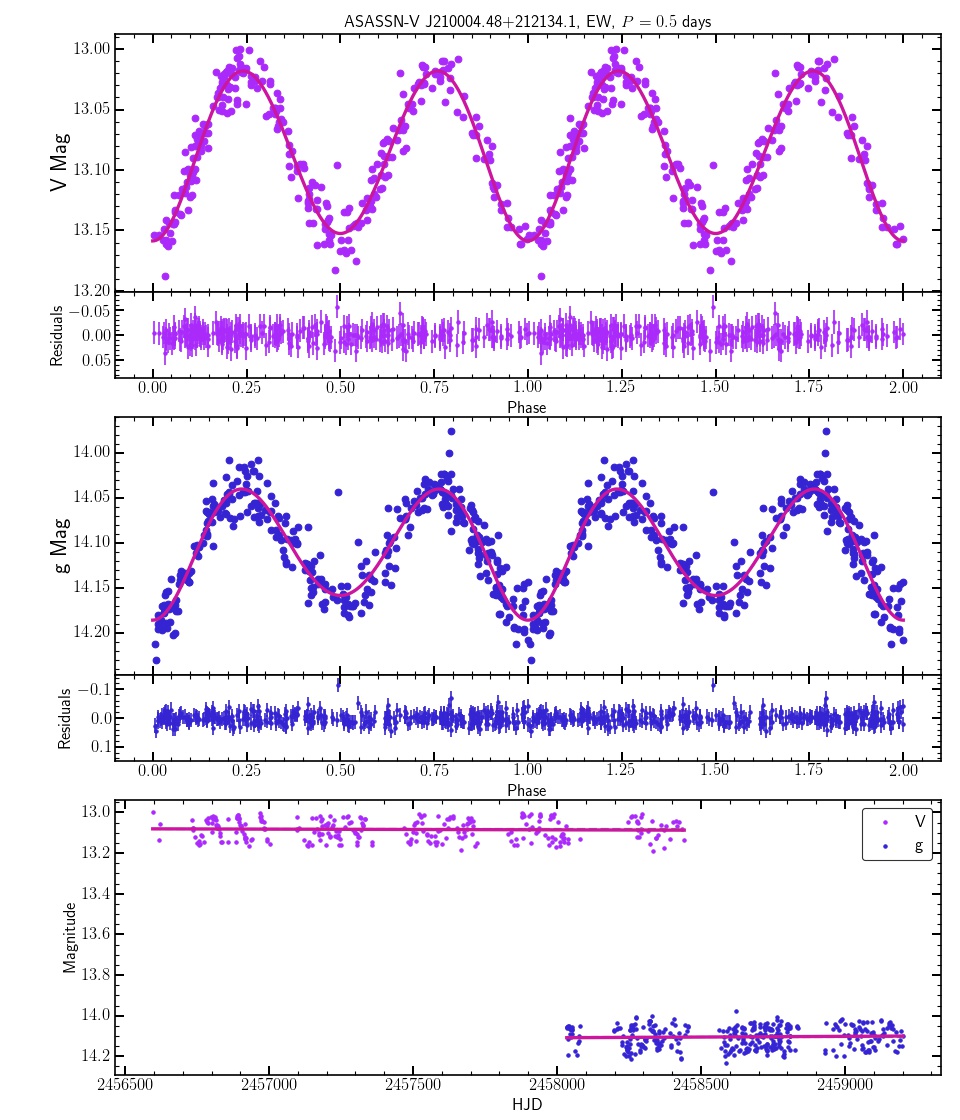 ASASSN-V J210004.48+212134.1, EW, P = 0.5 days
13.00
13.05
13.10
13.15
13.20
V Mag
−0.05
0.00
0.05
Residuals
0.00 0.25 0.50 0.75 1.00 1.25 1.50 1.75 2.00
Phase
14.00
14.05
14.10
14.15
14.20
g Mag
−0.1
0.0
0.1
Residuals
0.00 0.25 0.50 0.75 1.00 1.25 1.50 1.75 2.00
Phase
13.0
13.2
13.4
13.6
13.8
14.0
14.2
Magnitude
V
g
2456500 2457000 2457500 2458000 2458500 2459000
HJD